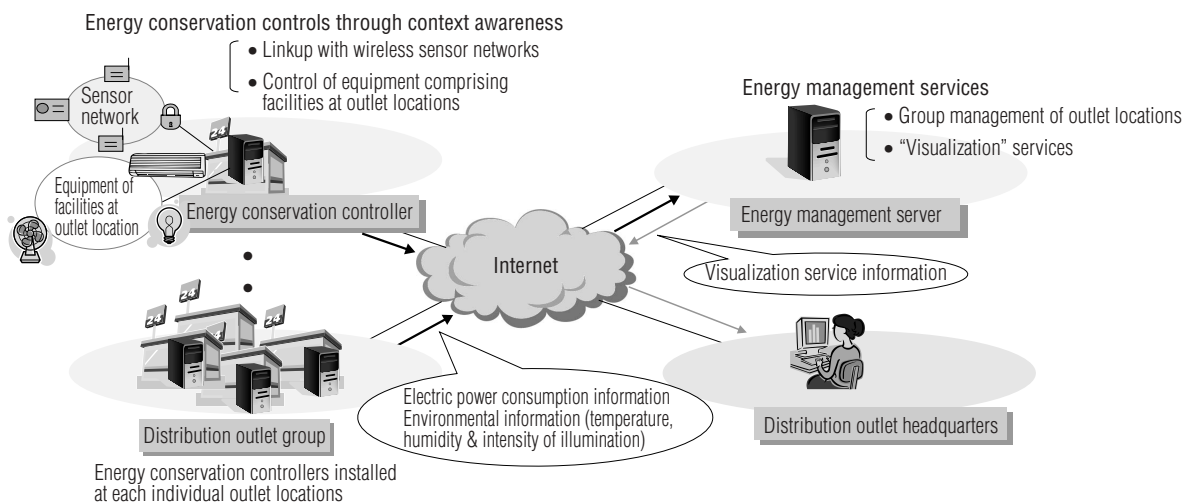 Energy conservation controls through context awareness
• Linkup with wireless sensor networks
• Control of equipment comprising
facilities at outlet locations
Sensor
network
24
Equipment of
facilities at
outlet location
Energy conservation controller
Energy management services
• Group management of outlet locations
• “Visualization” services
Energy management server
Internet
Visualization service information
24
24
24
24
Electric power consumption information
Environmental information (temperature,
humidity & intensity of illumination)
Distribution outlet group
Energy conservation controllers installed
at each individual outlet locations
Distribution outlet headquarters